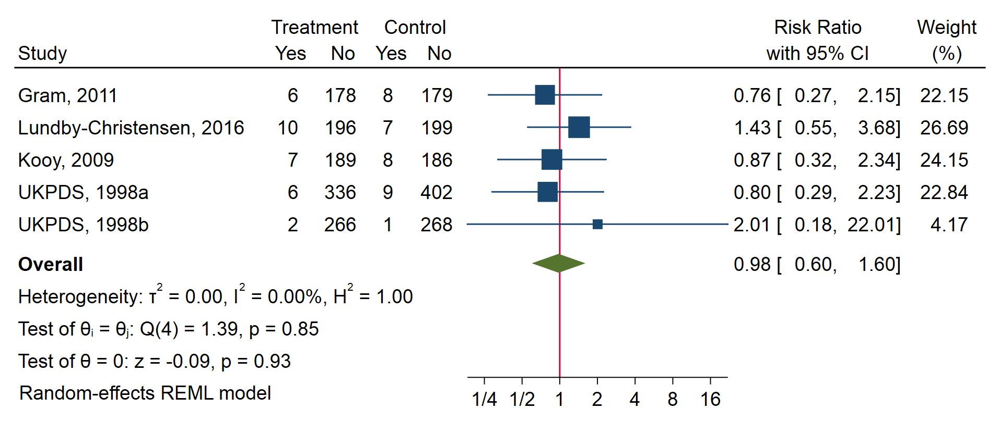 Treatment Control Risk Ratio Weight
Study Yes No Yes No with 95% CI (%)
Gram, 2011 6 178 8 179 0.76 [ 0.27, 2.15] 22.15
Lundby-Christensen, 2016 10 196 7 199 1.43 [ 0.55, 3.68] 26.69
Kooy, 2009 7 189 8 186 0.87 [ 0.32, 2.34] 24.15
UKPDS, 1998a 6 336 9 402 0.80 [ 0.29, 2.23] 22.84
UKPDS, 1998b 2 266 1 268 2.01 [ 0.18, 22.01] 4.17
Overall 0.98 [ 0.60, 1.60]
Heterogeneity: τ² = 0.00, I² = 0.00%, H² = 1.00
Test of θᵢ = θⱼ: Q(4) = 1.39, p = 0.85
Test of θ = 0: z = -0.09, p = 0.93
Random-effects REML model
1/4 1/2 1 2 4 8 16